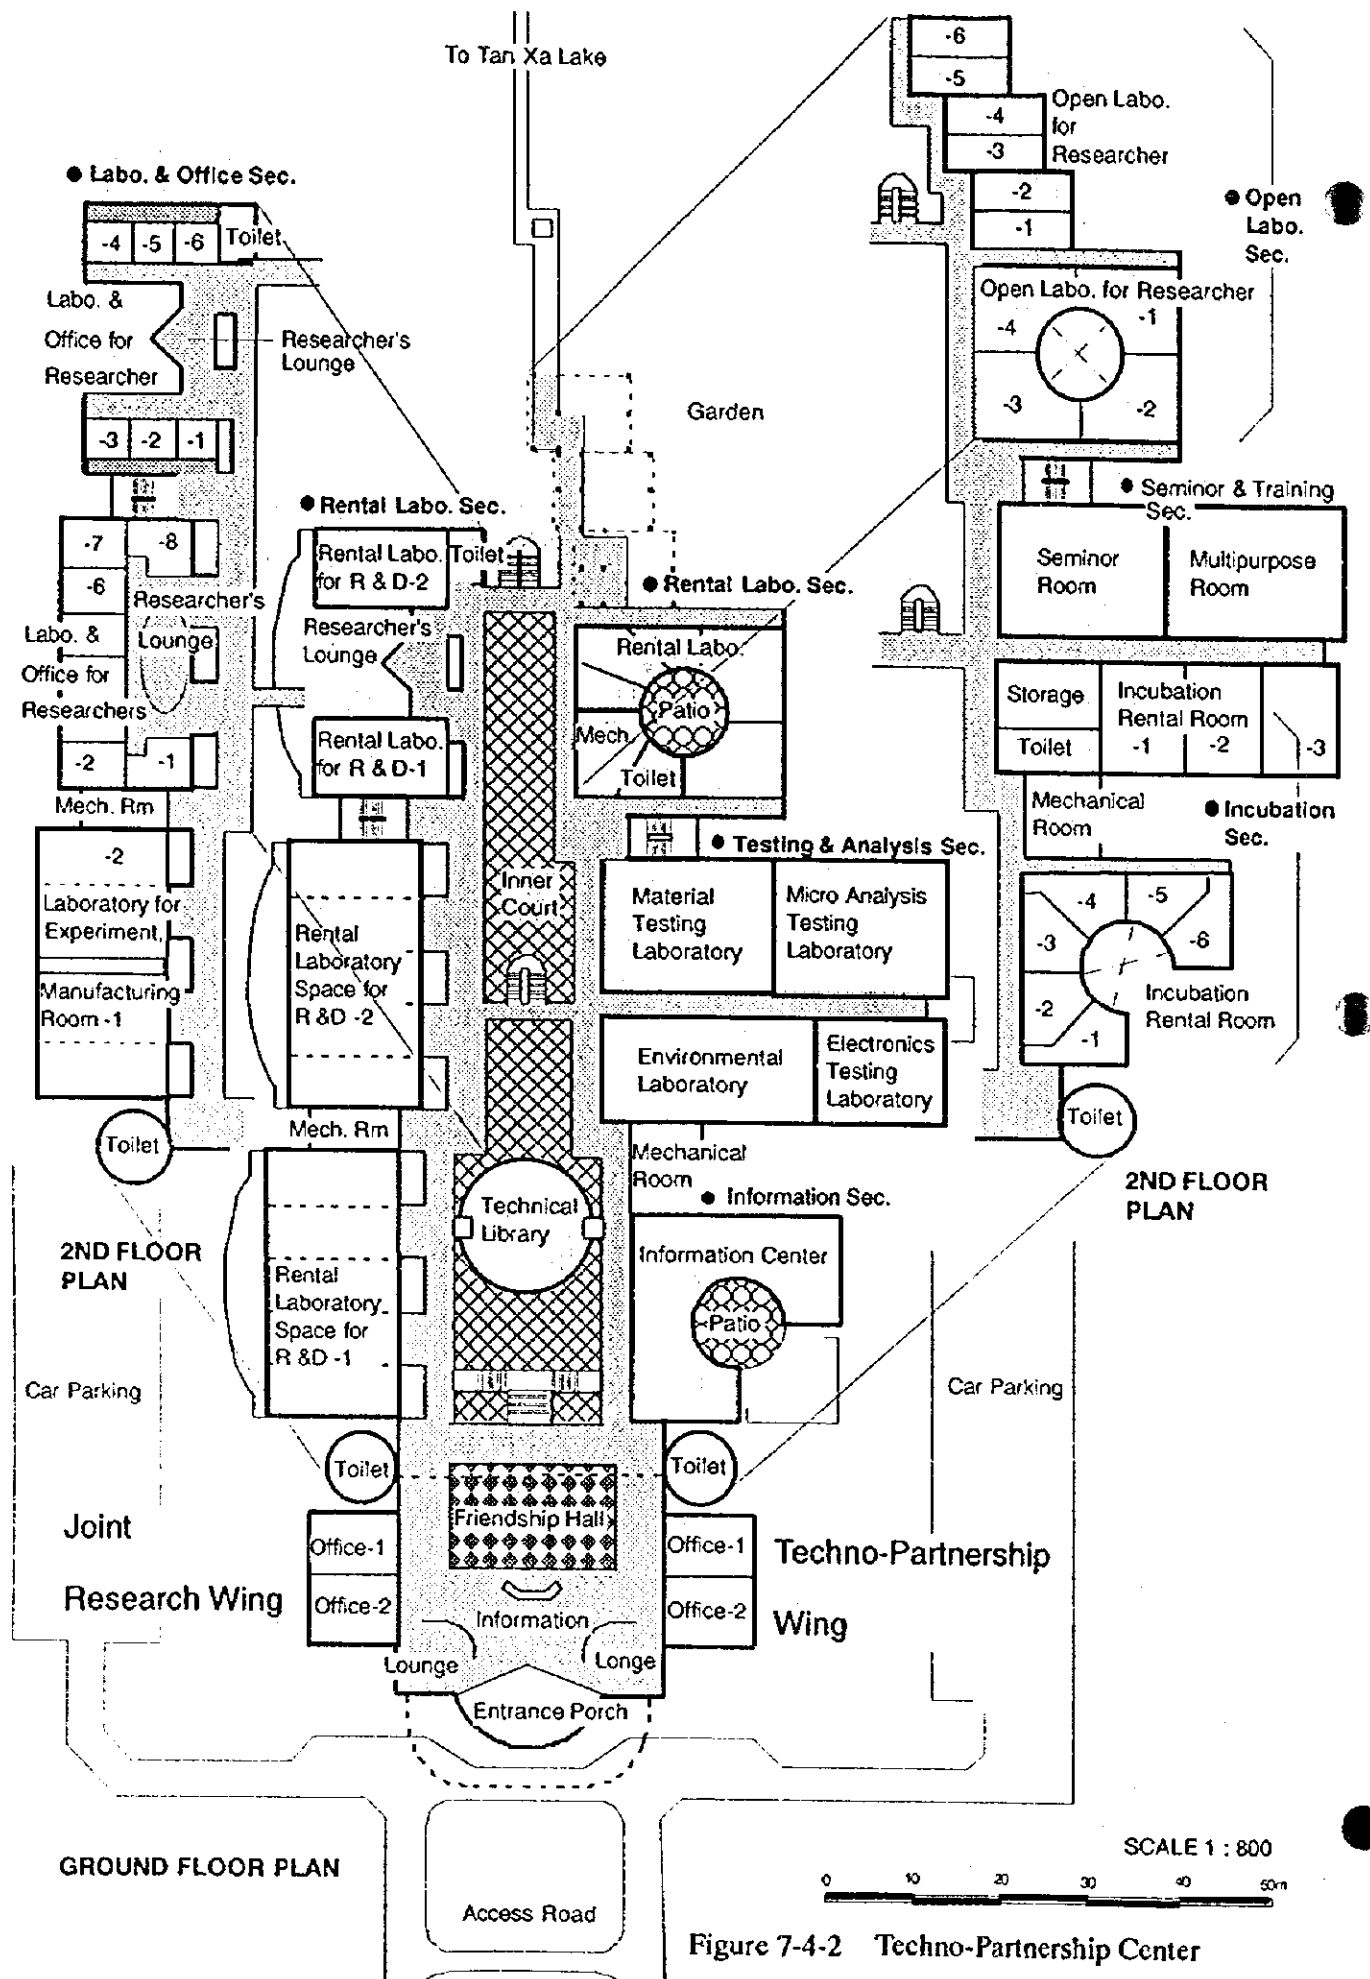 To Tan Xa Lake
-6
-5
-4
-3
-2
-1
Open Labo.
for
Researcher
● Open
Labo.
Sec.
● Labo. & Office Sec.
-4
-5
-6
Toilet
Labo. &
Office for
Researcher
Researcher's
Lounge
-3
-2
-1
Open Labo. for Researcher
-4
-1
-3
-2
Garden
● Seminor & Training
Sec.
Seminor
Room
Multipurpose
Room
● Rental Labo. Sec.
Rental Labo.
for R & D-2
Toilet
Researcher's
Lounge
Rental Labo.
for R & D-1
-7
-8
-6
Researcher's
Lounge
Labo. &
Office for
Researchers
-2
-1
Mech. Rm
● Rental Labo. Sec.
Rental Labo.
Patio
Mech.
Toilet
Storage
Toilet
Incubation
Rental Room
-1
-2
-3
Mechanical
Room
● Incubation
Sec.
-2
Laboratory for
Experiment,
Manufacturing
Room -1
Toilet
Rental
Laboratory
Space for
R &D -2
Mech. Rm
Inner
Court
● Testing & Analysis Sec.
Material
Testing
Laboratory
Micro Analysis
Testing
Laboratory
Environmental
Laboratory
Electronics
Testing
Laboratory
Mechanical
Room
-4
-5
-3
-6
-2
-1
Incubation
Rental Room
Toilet
2ND FLOOR
PLAN
2ND FLOOR
PLAN
Technical
Library
● Information Sec.
Information Center
Patio
Rental
Laboratory
Space for
R &D -1
Car Parking
Car Parking
Toilet
Toilet
Friendship Hall
Joint
Research Wing
Office-1
Office-2
Office-1
Office-2
Techno-Partnership
Wing
Information
Lounge
Longe
Entrance Porch
GROUND FLOOR PLAN
Access Road
SCALE 1 : 800
0 10 20 30 40 50m
Figure 7-4-2 Techno-Partnership Center